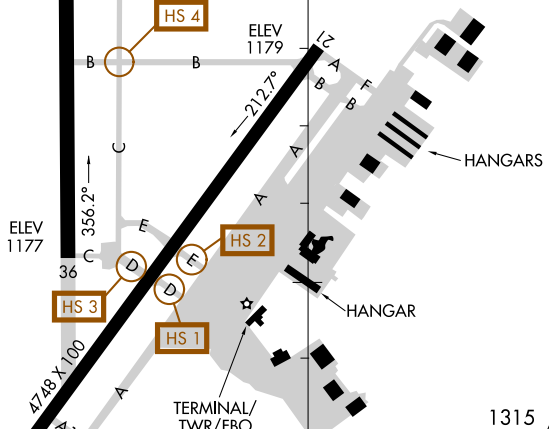 HS 4
ELEV
1179
21
A
F
B
B
B
B
212.7°
HANGARS
C
A
356.2°
A
E
ELEV
1177
HS 2
C
E
D
36
D
HS 3
HANGAR
HS 1
4748 X 100
A
TERMINAL/
TWR/FBO
1315
A